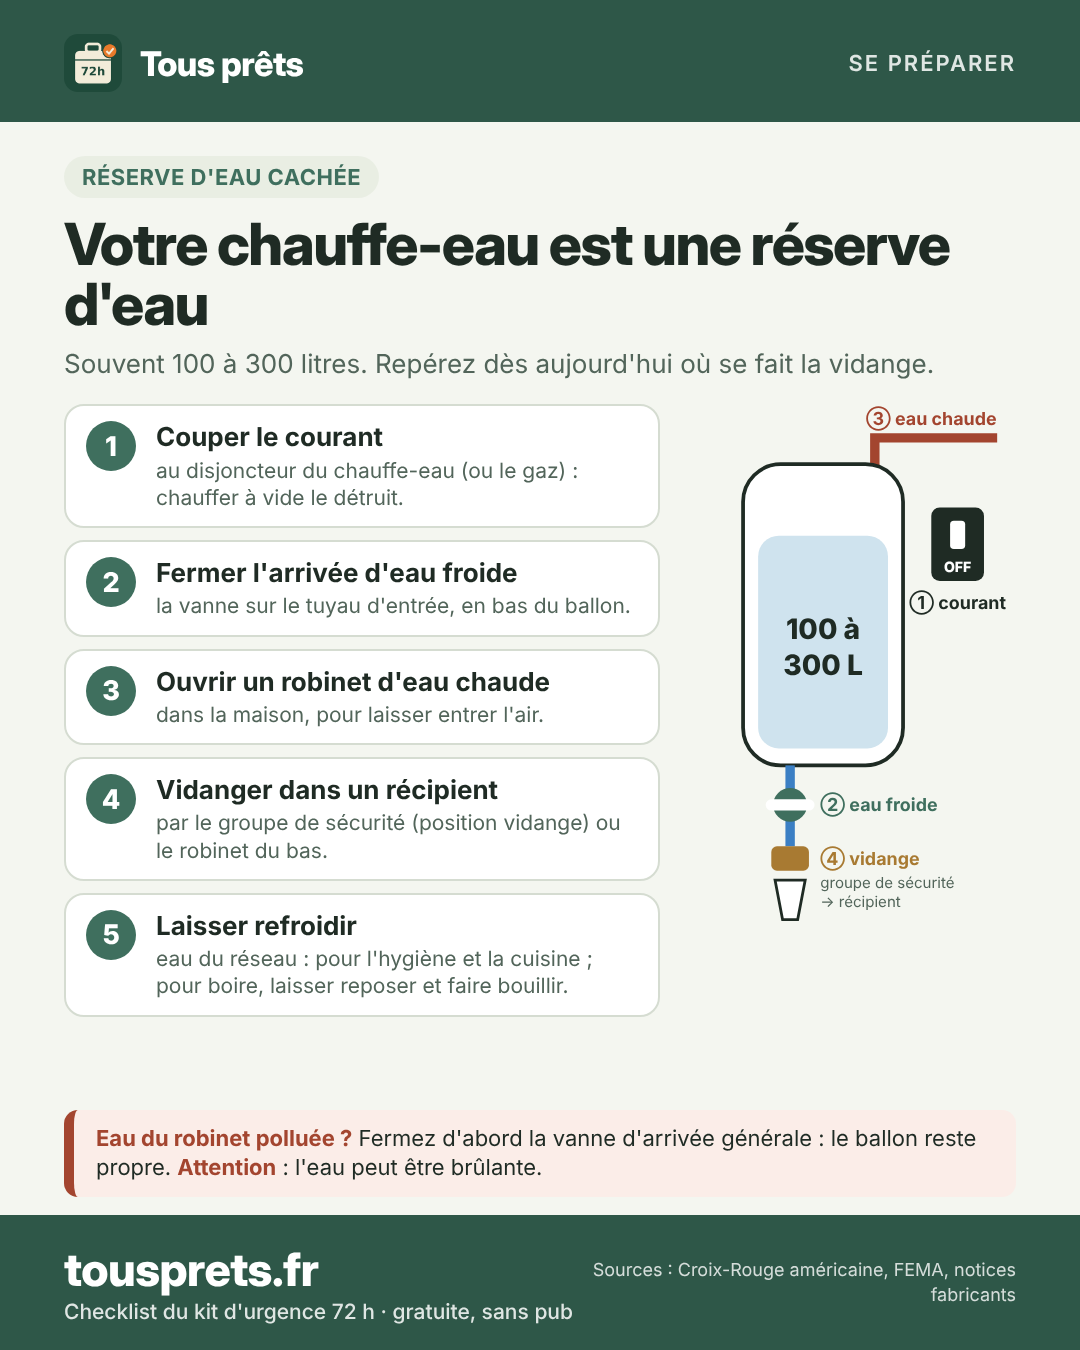 72h
Tous prêts
SE PRÉPARER
RÉSERVE D'EAU CACHÉE
Votre chauffe-eau est une réserve
d'eau
Souvent 100 à 300 litres. Repérez dès aujourd'hui où se fait la vidange.
1
Couper le courant
au disjoncteur du chauffe-eau (ou le gaz) :
chauffer à vide le détruit.
2
Fermer l'arrivée d'eau froide
la vanne sur le tuyau d'entrée, en bas du ballon.
3
Ouvrir un robinet d'eau chaude
dans la maison, pour laisser entrer l'air.
4
Vidanger dans un récipient
par le groupe de sécurité (position vidange) ou
le robinet du bas.
5
Laisser refroidir
eau du réseau : pour l'hygiène et la cuisine ;
pour boire, laisser reposer et faire bouillir.
③ eau chaude
OFF
① courant
100 à
300 L
② eau froide
④ vidange
groupe de sécurité
→ récipient
Eau du robinet polluée ? Fermez d'abord la vanne d'arrivée générale : le ballon reste
propre. Attention : l'eau peut être brûlante.
tousprets.fr
Checklist du kit d'urgence 72 h · gratuite, sans pub
Sources : Croix-Rouge américaine, FEMA, notices
fabricants